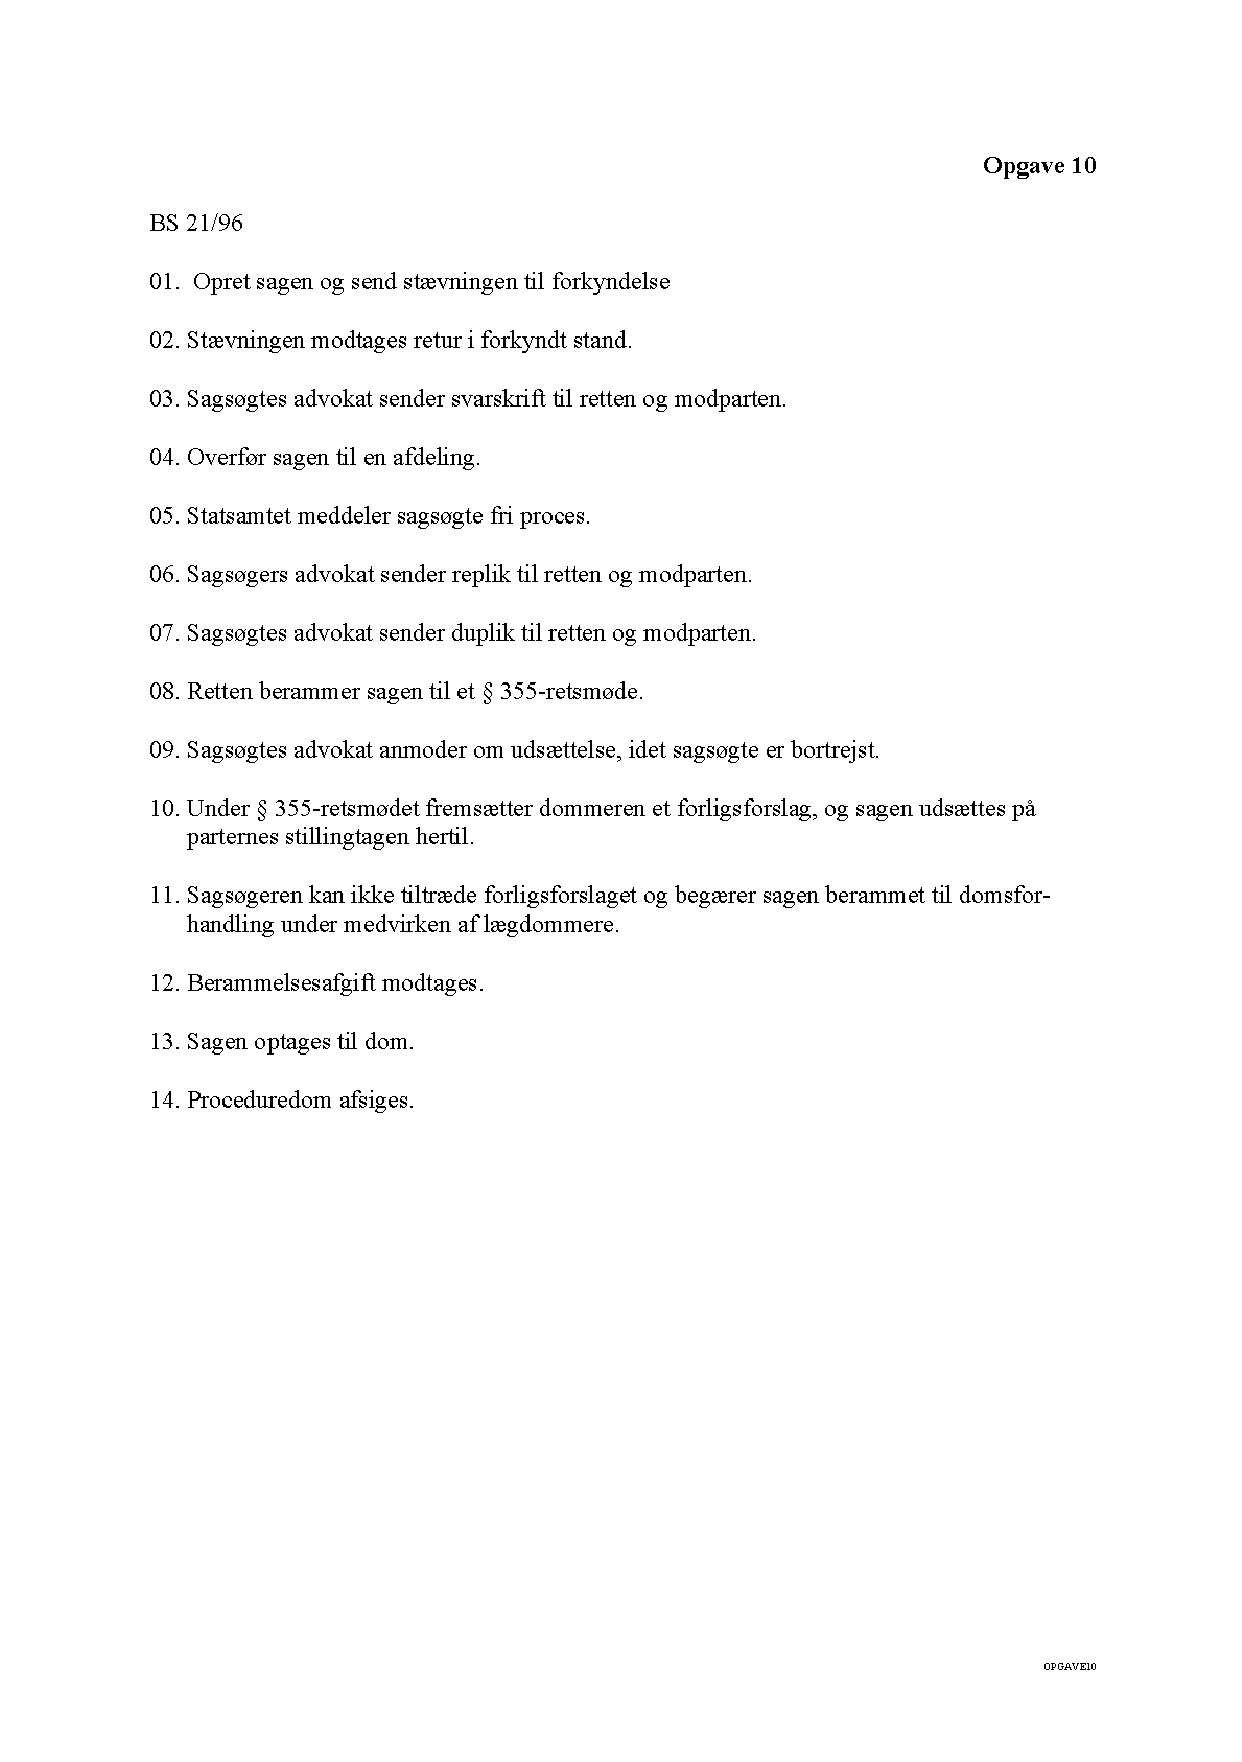 Opgave 10
BS 21/96
01. Opret sagen og send stævningen til forkyndelse
02. Stævningen modtages retur i forkyndt stand.
03. Sagsøgtes advokat sender svarskrift til retten og modparten.
04. Overfør sagen til en afdeling.
05. Statsamtet meddeler sagsøgte fri proces.
06. Sagsøgers advokat sender replik til retten og modparten.
07. Sagsøgtes advokat sender duplik til retten og modparten.
08. Retten berammer sagen til et § 355-retsmøde.
09. Sagsøgtes advokat anmoder om udsættelse, idet sagsøgte er bortrejst.
10. Under § 355-retsmødet fremsætter dommeren et forligsforslag, og sagen udsættes på
parternes stillingtagen hertil.
11. Sagsøgeren kan ikke tiltræde forligsforslaget og begærer sagen berammet til domsfor-
handling under medvirken af lægdommere.
12. Berammelsesafgift modtages.
13. Sagen optages til dom.
14. Proceduredom afsiges.
OPGAVE10